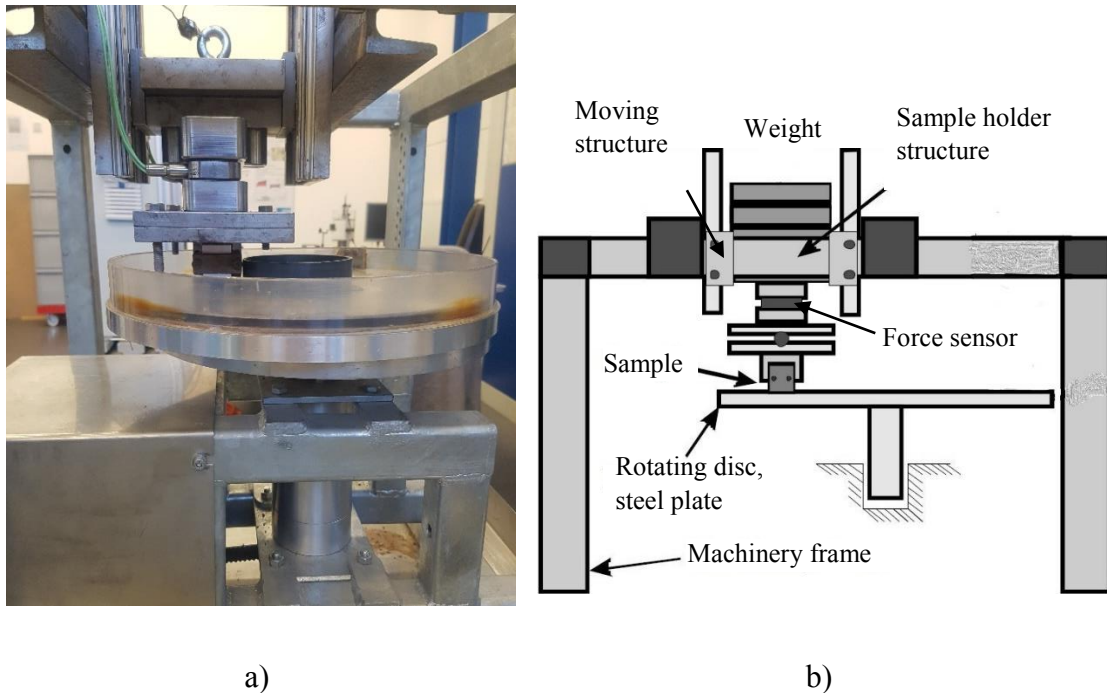 Moving
structure
Weight
Sample holder
structure
Force sensor
Sample
Rotating disc,
steel plate
Machinery frame
a)
b)